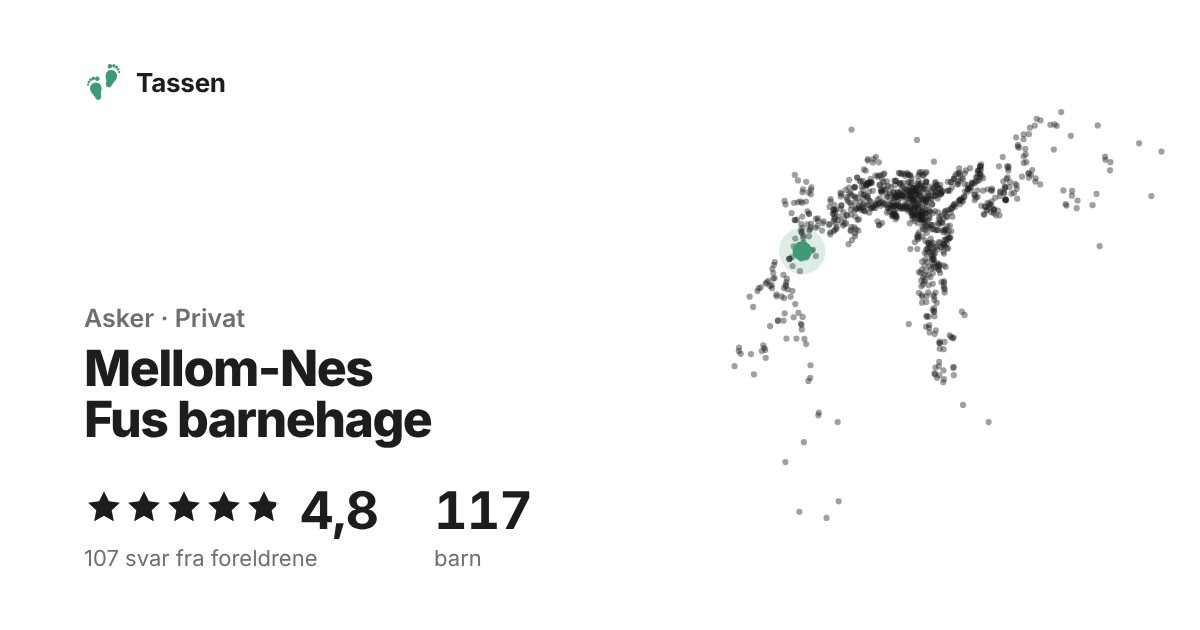 Tassen
Asker · Privat
Mellom-Nes
Fus barnehage
4,8
107 svar fra foreldrene
117
barn